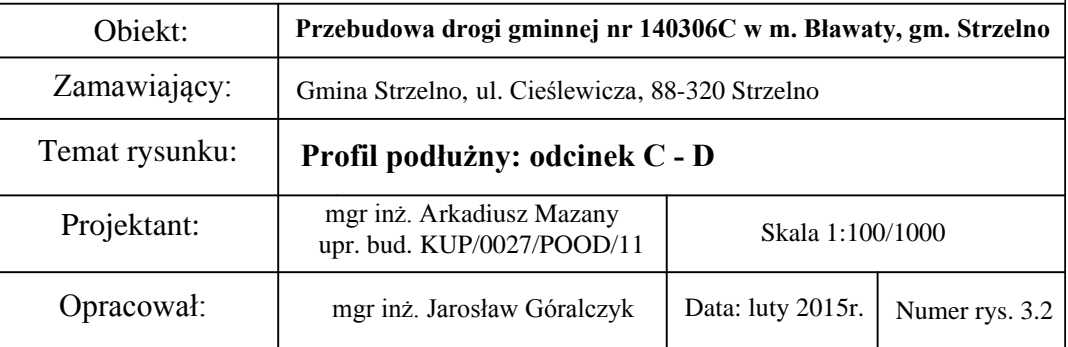 Obiekt:
Przebudowa drogi gminnej nr 140306C w m. Bławaty, gm. Strzelno
Zamawiający:
Gmina Strzelno, ul. Cieślewicza, 88-320 Strzelno
Temat rysunku:
Profil podłużny: odcinek C - D
Projektant:
mgr inż. Arkadiusz Mazany
upr. bud. KUP/0027/POOD/11
Skala 1:100/1000
Opracował:
mgr inż. Jarosław Góralczyk
Data: luty 2015r.
Numer rys. 3.2